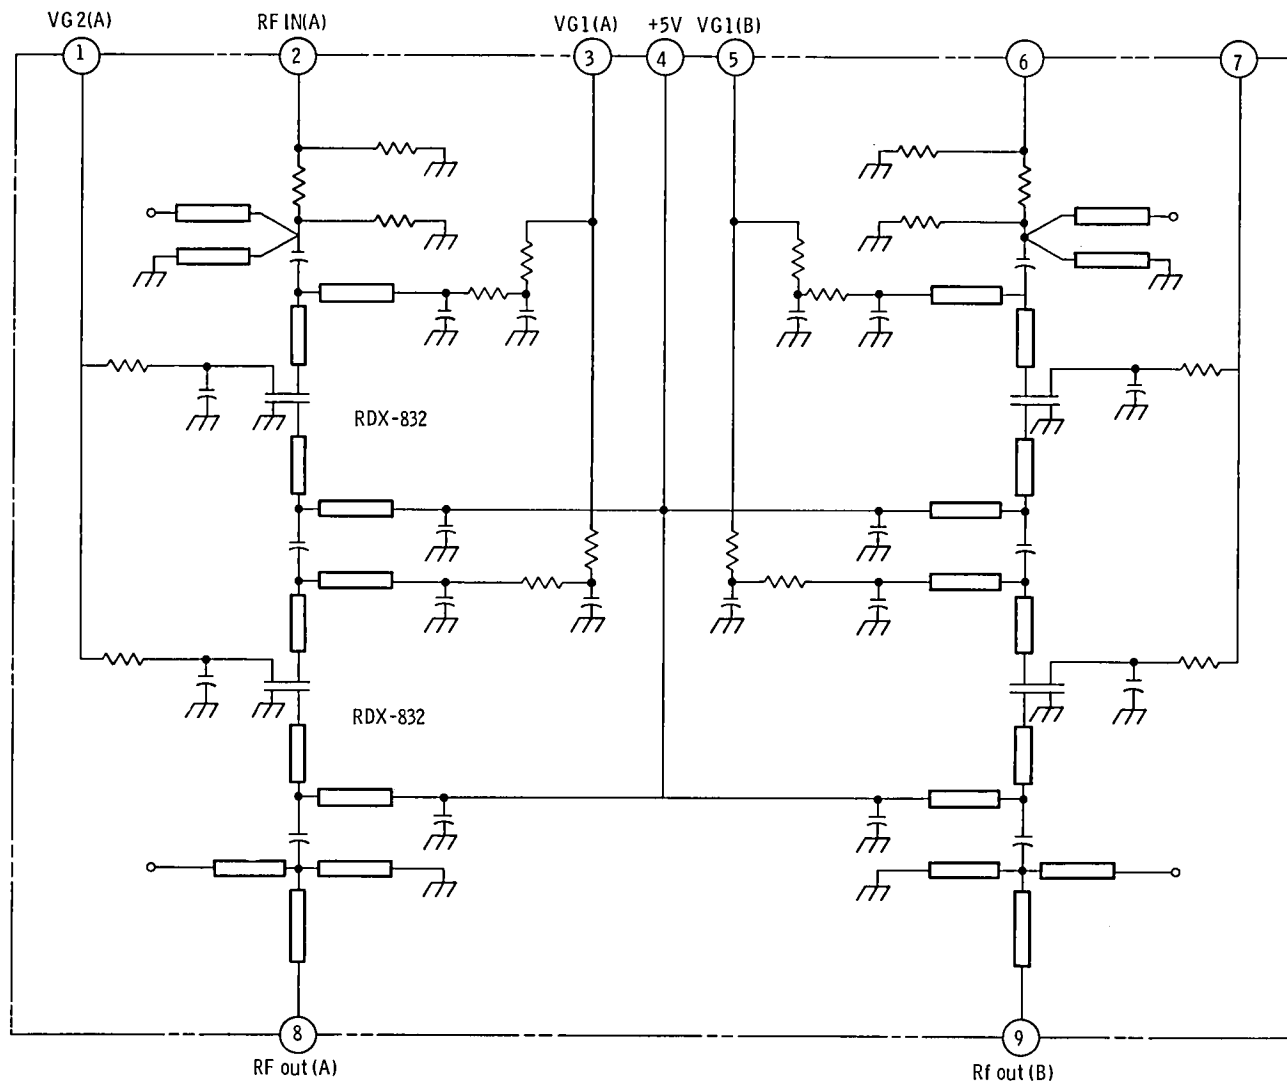 VG2(A)
RF IN(A)
VG1(A)
+5V
VG1(B)
1
2
3
4
5
6
7
RDX-832
RDX-832
8
9
RF out (A)
Rf out (B)